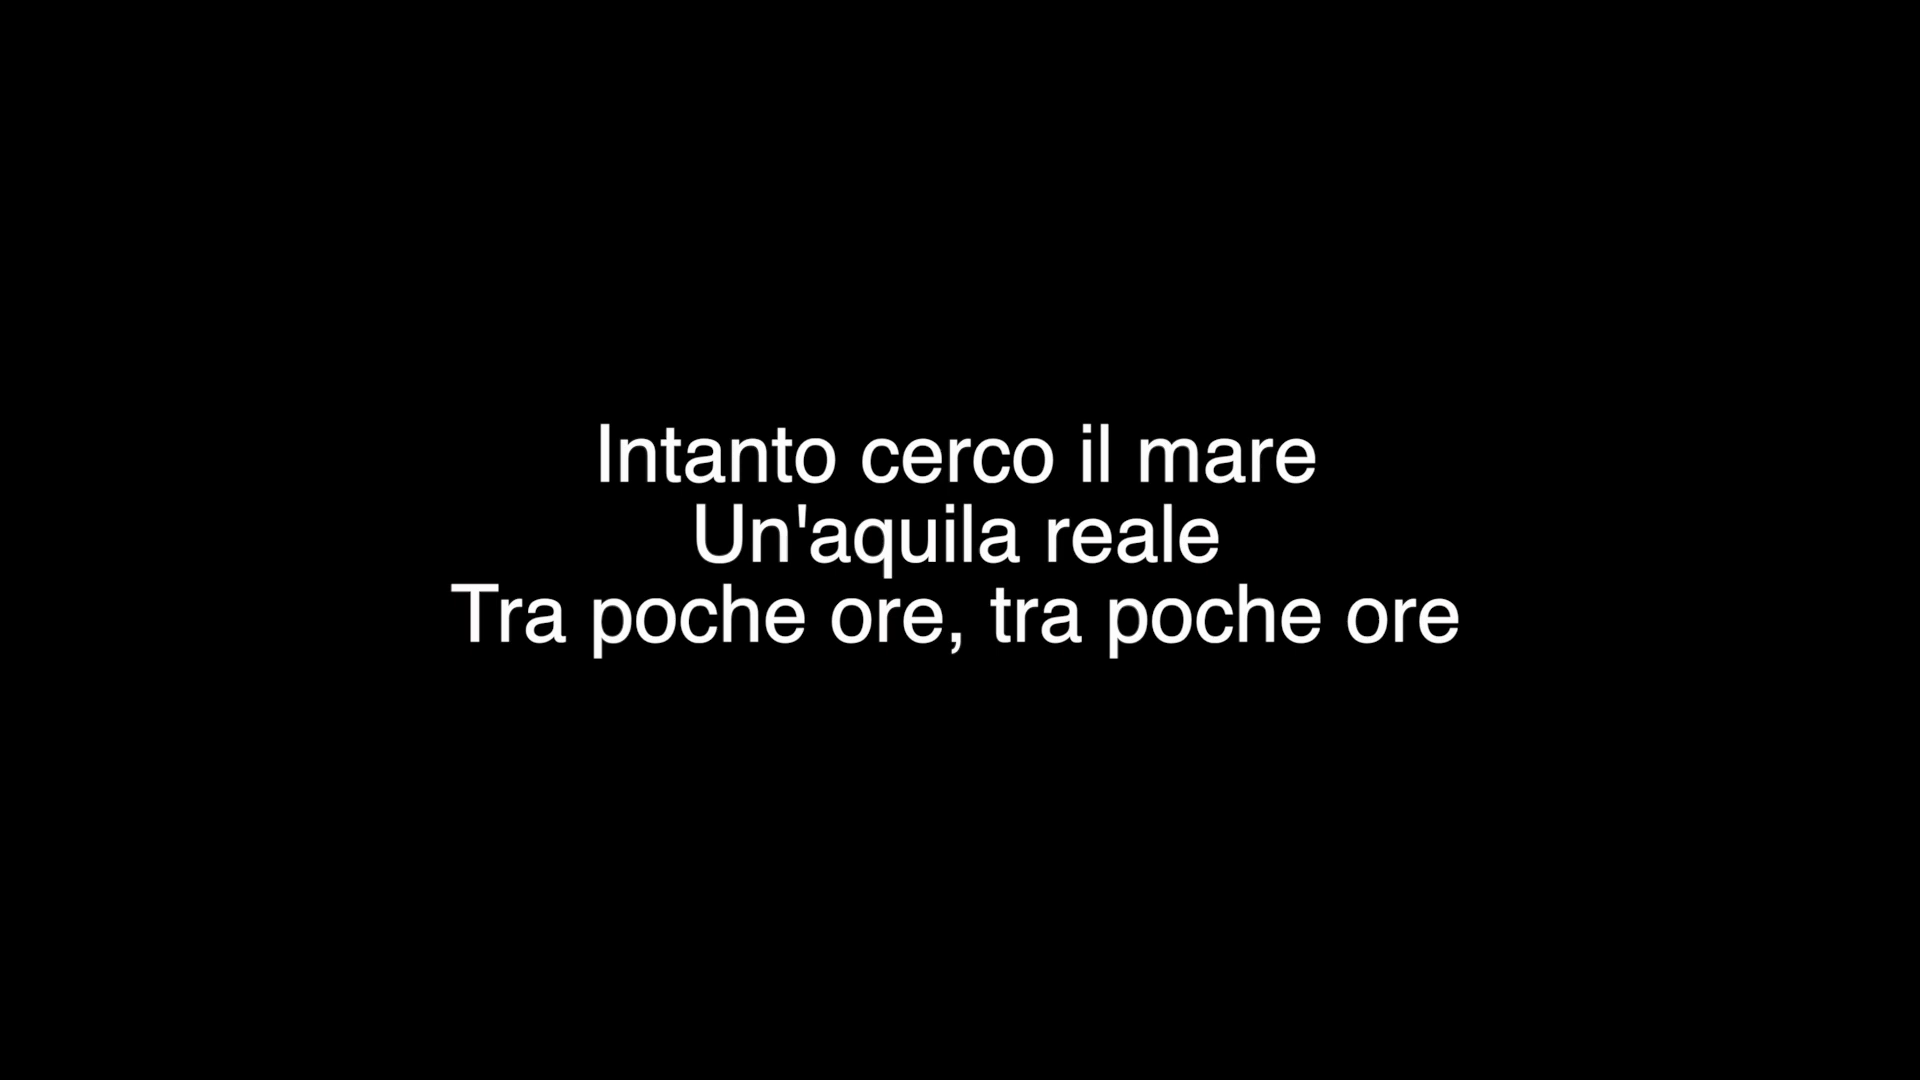 Intanto cerco il mare
Un'aquila reale
Tra poche ore, tra poche ore